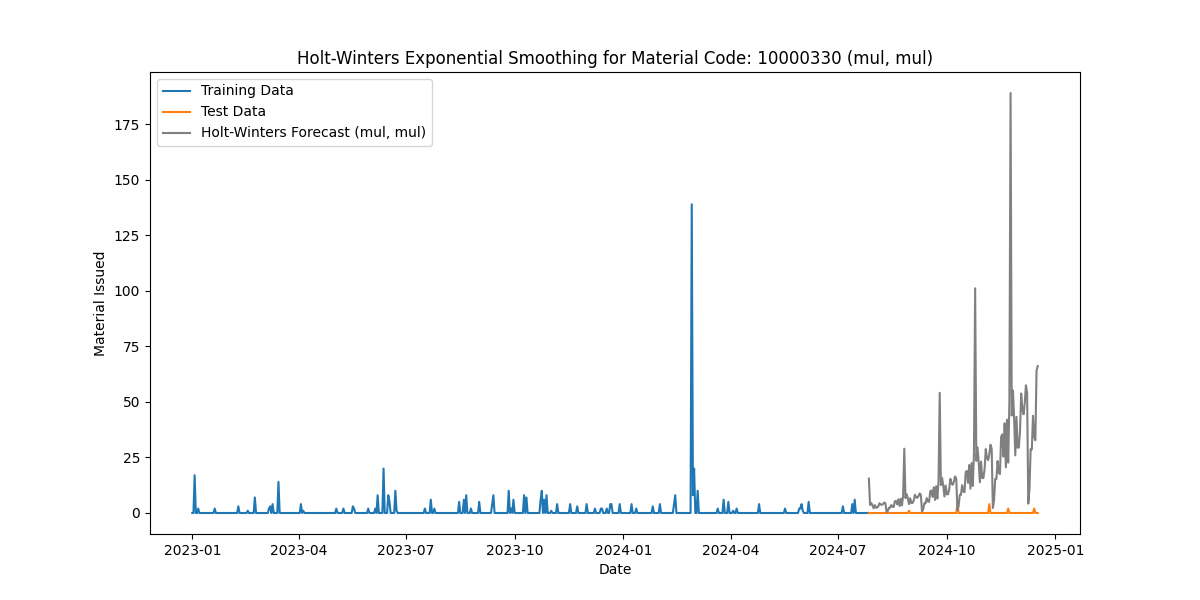 Holt-Winters Exponential Smoothing for Material Code: 10000330 (mul, mul)
Training Data
Test Data
Holt-Winters Forecast (mul, mul)
Material Issued
175
150
125
100
75
50
25
0
2023-01
2023-04
2023-07
2023-10
2024-01
2024-04
2024-07
2024-10
2025-01
Date